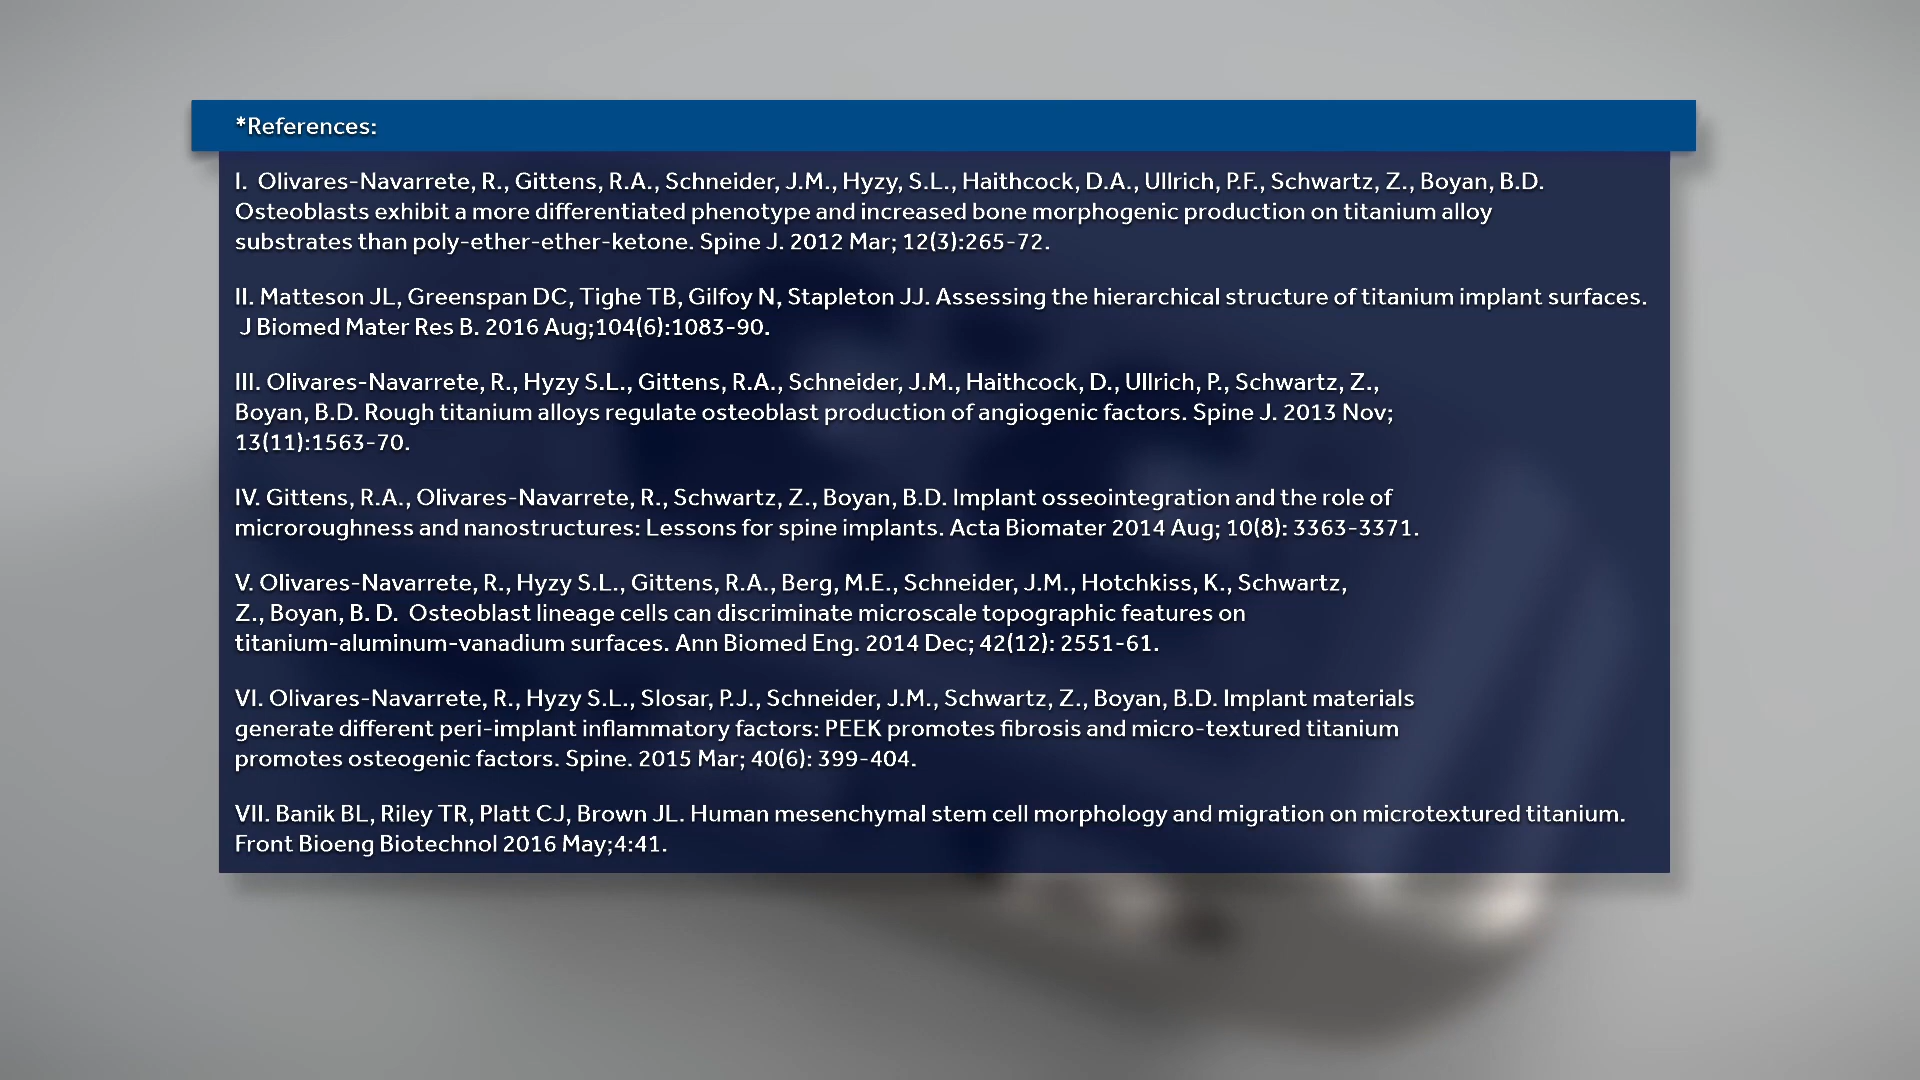 *References:
I. Olivares-Navarrete, R., Gittens, R.A., Schneider, J.M., Hyzy, S.L., Haithcock, D.A., Ullrich, P.F., Schwartz, Z., Boyan, B.D.
Osteoblasts exhibit a more differentiated phenotype and increased bone morphogenic production on titanium alloy
substrates than poly-ether-ether-ketone. Spine J. 2012 Mar; 12(3):265-72.
II. Matteson JL, Greenspan DC, Tighe TB, Gilfoy N, Stapleton JJ. Assessing the hierarchical structure of titanium implant surfaces.
J Biomed Mater Res B. 2016 Aug;104(6):1083-90.
III. Olivares-Navarrete, R., Hyzy S.L., Gittens, R.A., Schneider, J.M., Haithcock, D., Ullrich, P., Schwartz, Z.,
Boyan, B.D. Rough titanium alloys regulate osteoblast production of angiogenic factors. Spine J. 2013 Nov;
13(11):1563-70.
IV. Gittens, R.A., Olivares-Navarrete, R., Schwartz, Z., Boyan, B.D. Implant osseointegration and the role of
microroughness and nanostructures: Lessons for spine implants. Acta Biomater 2014 Aug; 10(8): 3363-3371.
V. Olivares-Navarrete, R., Hyzy S.L., Gittens, R.A., Berg, M.E., Schneider, J.M., Hotchkiss, K., Schwartz,
Z., Boyan, B. D. Osteoblast lineage cells can discriminate microscale topographic features on
titanium-aluminum-vanadium surfaces. Ann Biomed Eng. 2014 Dec; 42(12): 2551-61.
VI. Olivares-Navarrete, R., Hyzy S.L., Slosar, P.J., Schneider, J.M., Schwartz, Z., Boyan, B.D. Implant materials
generate different peri-implant inflammatory factors: PEEK promotes fibrosis and micro-textured titanium
promotes osteogenic factors. Spine. 2015 Mar; 40(6): 399-404.
VII. Banik BL, Riley TR, Platt CJ, Brown JL. Human mesenchymal stem cell morphology and migration on microtextured titanium.
Front Bioeng Biotechnol 2016 May;4:41.